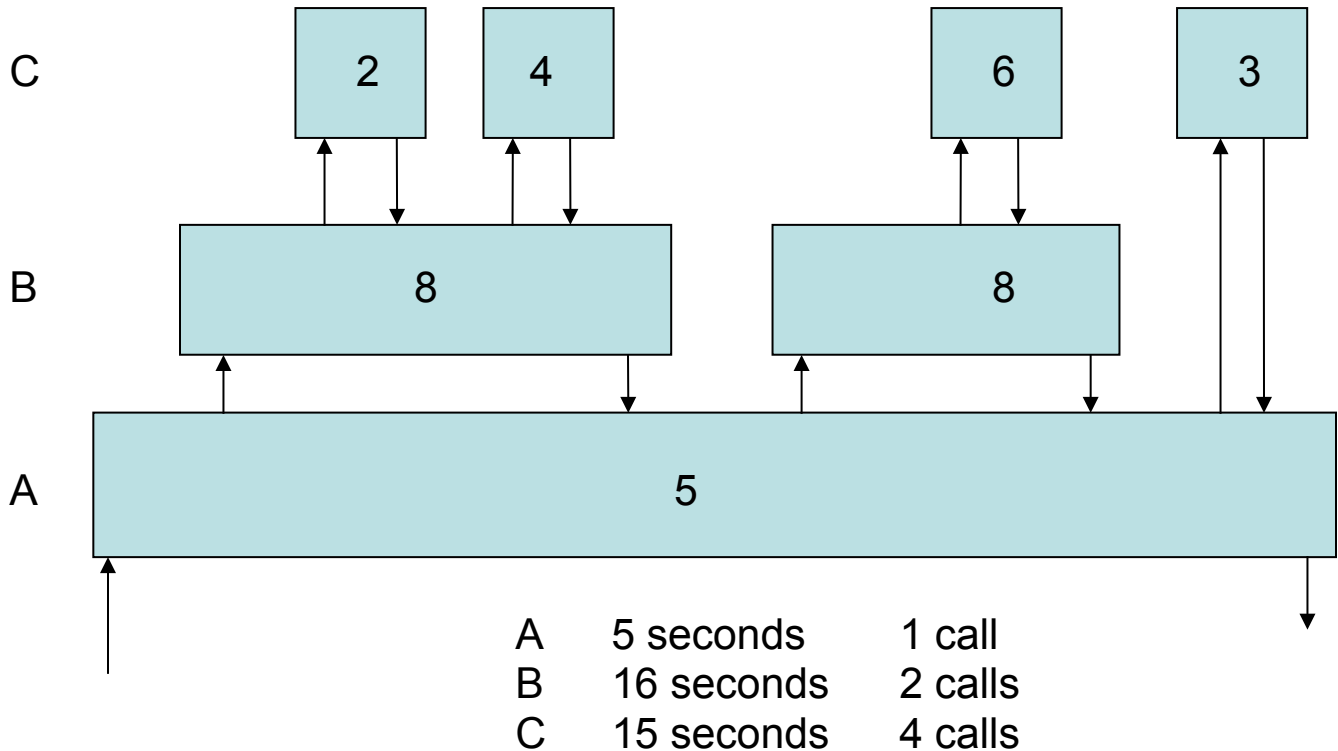 C 2 4 6 3
B 8 8
A 5
A 5 seconds 1 call
B 16 seconds 2 calls
C 15 seconds 4 calls